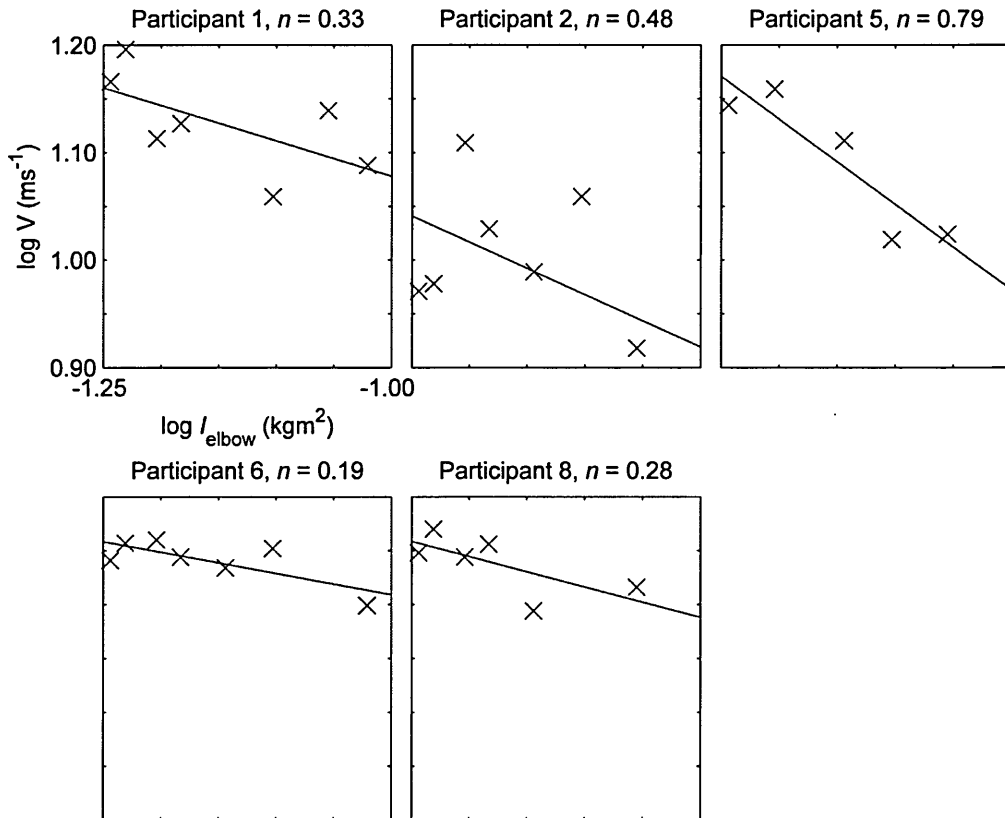 Participant 1, n = 0.33
Participant 2, n = 0.48
Participant 5, n = 0.79
1.20
1.10
1.00
0.90
log V (ms⁻¹)
-1.25
-1.00
log I_elbow (kgm²)
Participant 6, n = 0.19
Participant 8, n = 0.28